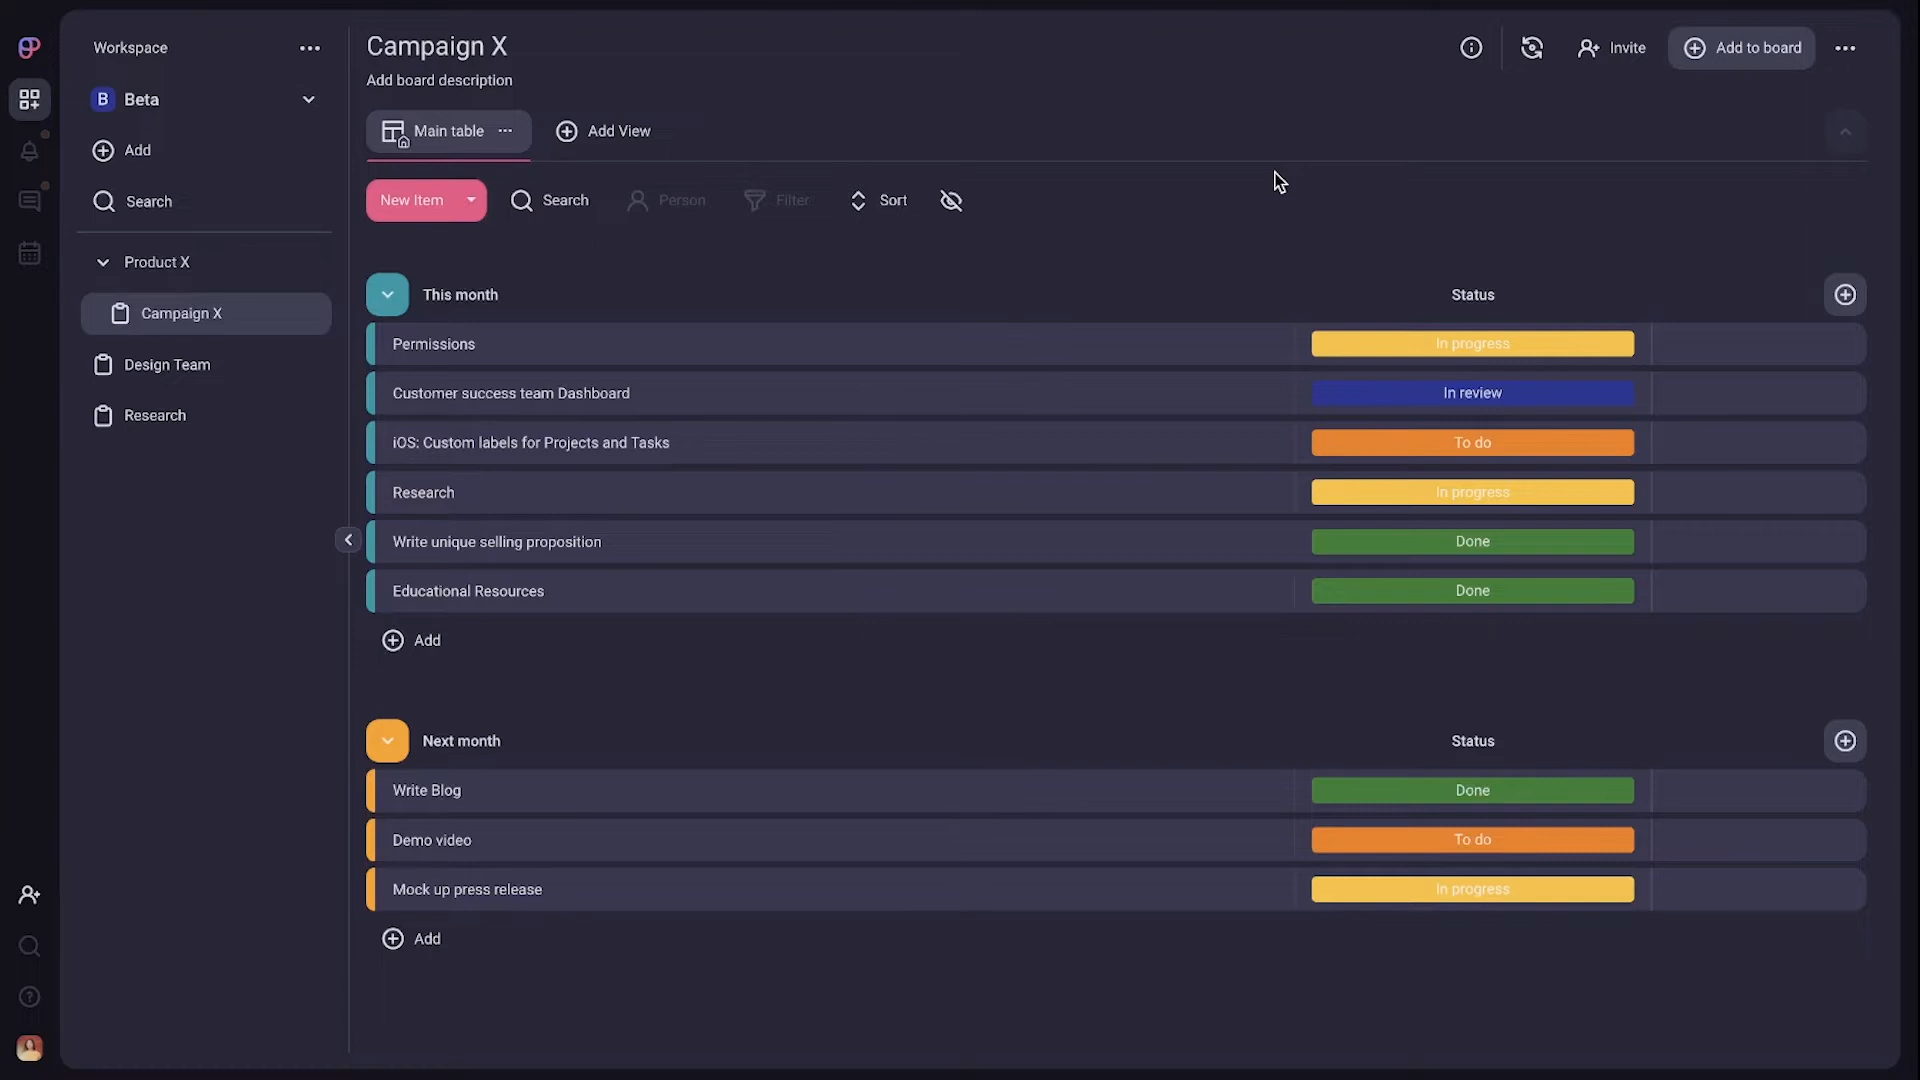 Workspace
B Beta
Add
Search
Product X
Campaign X
Design Team
Research
Campaign X
Add board description
Invite
Add to board
Main table
Add View
New Item
Search
Person
Filter
Sort
This month
Status
Permissions
In progress
Customer success team Dashboard
In review
iOS: Custom labels for Projects and Tasks
To do
Research
In progress
Write unique selling proposition
Done
Educational Resources
Done
Add
Next month
Status
Write Blog
Done
Demo video
To do
Mock up press release
In progress
Add